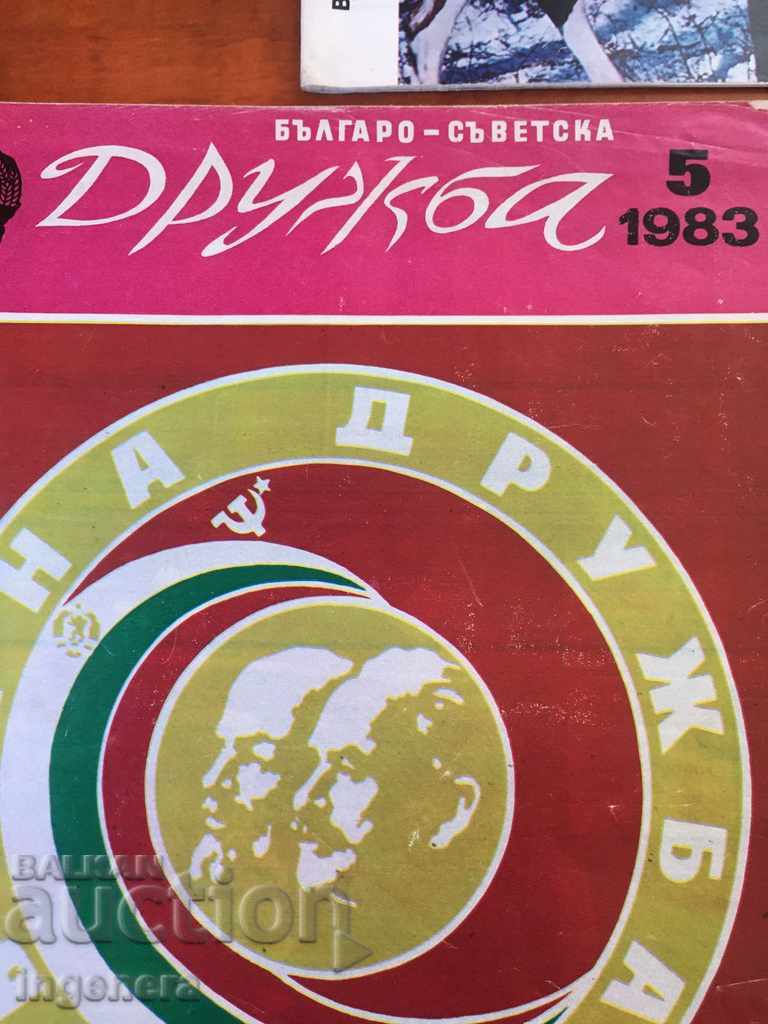 В
БЪЛГАРО-СЪВЕТСКА
ДРУЖБА
5
1983
НА ДРУЖБА
BALKAN
auction
ingenera